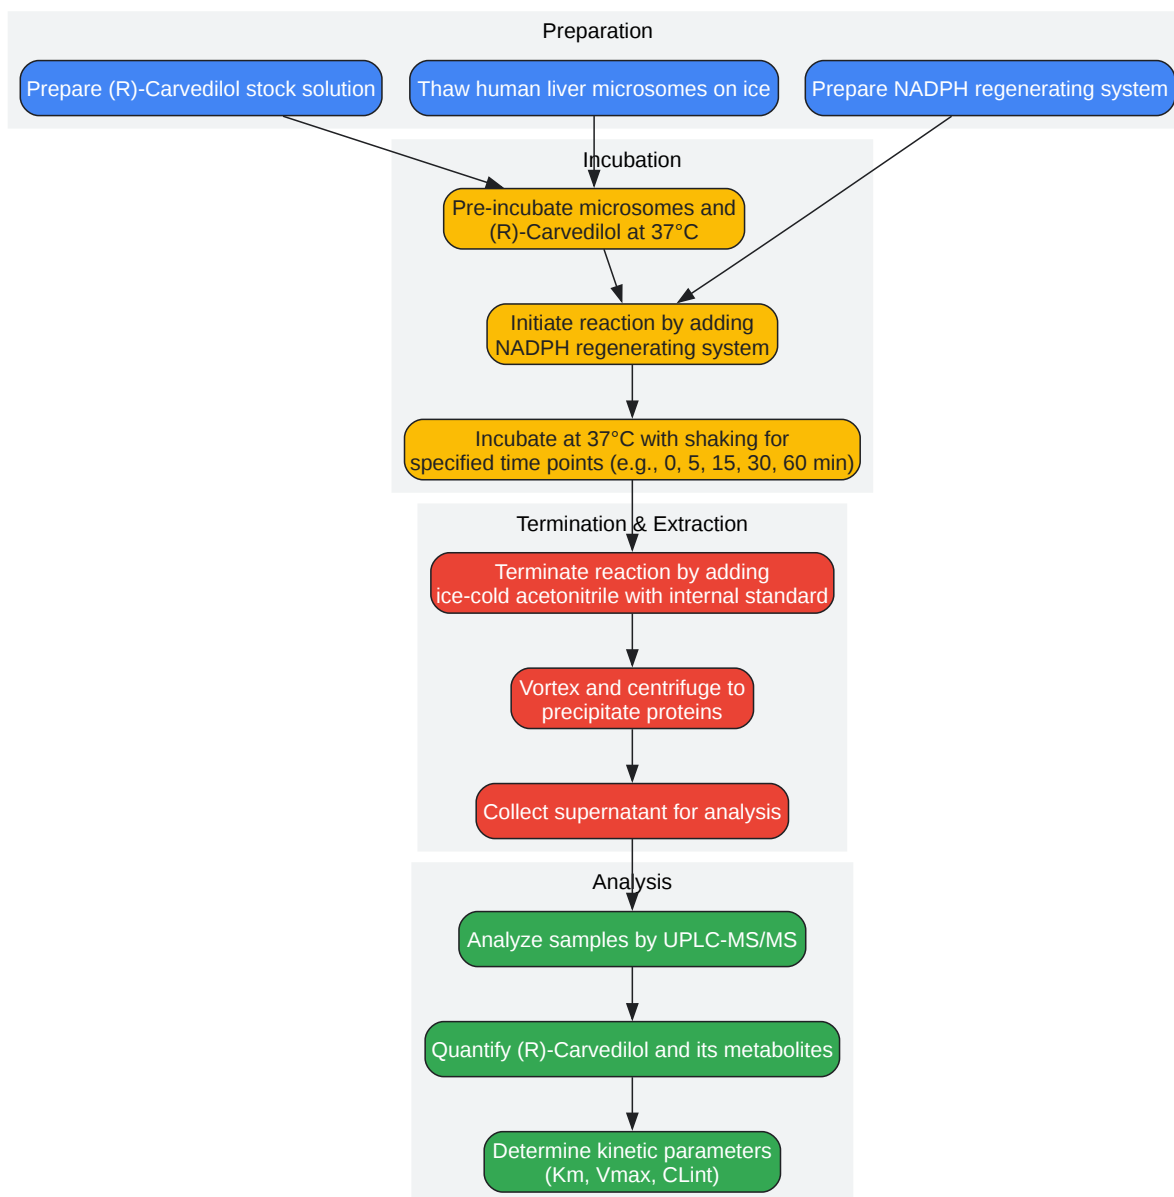 Preparation
Prepare (R)-Carvedilol stock solution
Thaw human liver microsomes on ice
Prepare NADPH regenerating system
Incubation
Pre-incubate microsomes and
(R)-Carvedilol at 37°C
Initiate reaction by adding
NADPH regenerating system
Incubate at 37°C with shaking for
specified time points (e.g., 0, 5, 15, 30, 60 min)
Termination & Extraction
Terminate reaction by adding
ice-cold acetonitrile with internal standard
Vortex and centrifuge to
precipitate proteins
Collect supernatant for analysis
Analysis
Analyze samples by UPLC-MS/MS
Quantify (R)-Carvedilol and its metabolites
Determine kinetic parameters
(Km, Vmax, CLint)